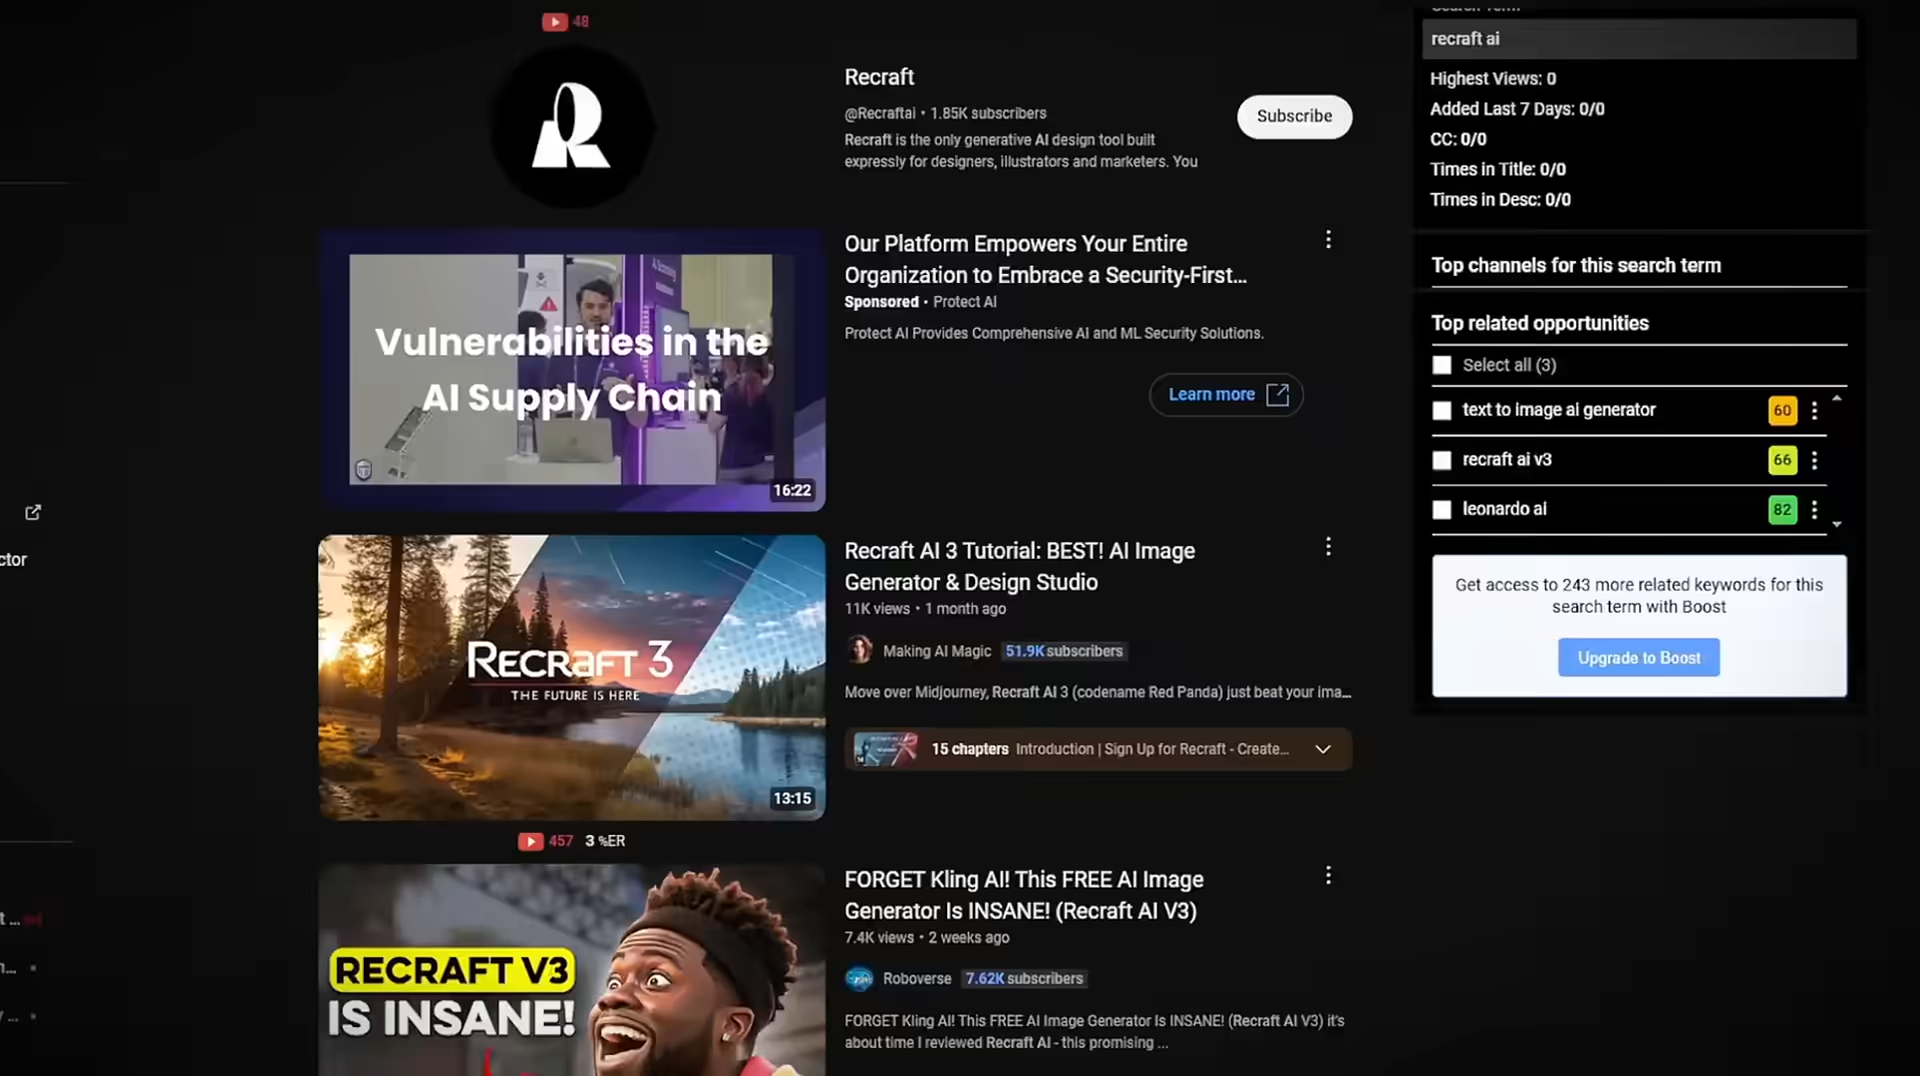 48
Recraft
@Recraftai • 1.85K subscribers
Recraft is the only generative AI design tool built
expressly for designers, illustrators and marketers. You
Subscribe
Vulnerabilities in the
AI Supply Chain
16:22
Our Platform Empowers Your Entire
Organization to Embrace a Security-First...
Sponsored • Protect AI
Protect AI Provides Comprehensive AI and ML Security Solutions.
Learn more
RECRAFT 3
THE FUTURE IS HERE
13:15
457 3 %ER
Recraft AI 3 Tutorial: BEST! AI Image
Generator & Design Studio
11K views • 1 month ago
Making AI Magic 51.9K subscribers
Move over Midjourney, Recraft AI 3 (codename Red Panda) just beat your ima...
15 chapters Introduction | Sign Up for Recraft - Create...
RECRAFT V3
IS INSANE!
FORGET Kling AI! This FREE AI Image
Generator Is INSANE! (Recraft AI V3)
7.4K views • 2 weeks ago
Roboverse 7.62K subscribers
FORGET Kling AI! This FREE AI Image Generator Is INSANE! (Recraft AI V3) it's
about time I reviewed Recraft AI - this promising ...
ctor
Search Term
recraft ai
Highest Views: 0
Added Last 7 Days: 0/0
CC: 0/0
Times in Title: 0/0
Times in Desc: 0/0
Top channels for this search term
Top related opportunities
Select all (3)
text to image ai generator 60
recraft ai v3 66
leonardo ai 82
Get access to 243 more related keywords for this
search term with Boost
Upgrade to Boost